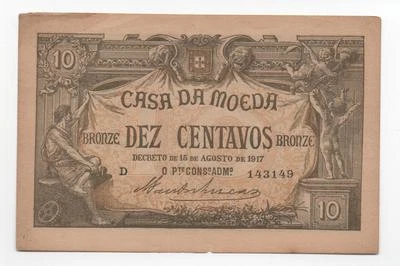 10
CASA DA MOEDA
BRONZE DEZ CENTAVOS BRONZE
DECRETO DE 15 DE AGOSTO DE 1917
D O PTE CONSº ADMº 143149
10